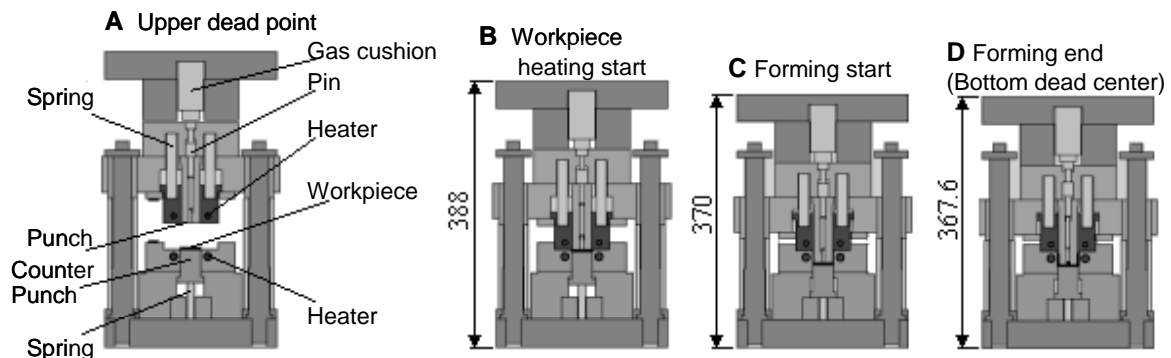 A Upper dead point
Gas cushion
Pin
Spring
Heater
Workpiece
Punch
Counter
Punch
Heater
Spring
B Workpiece
heating start
388
C Forming start
370
D Forming end
(Bottom dead center)
367.6